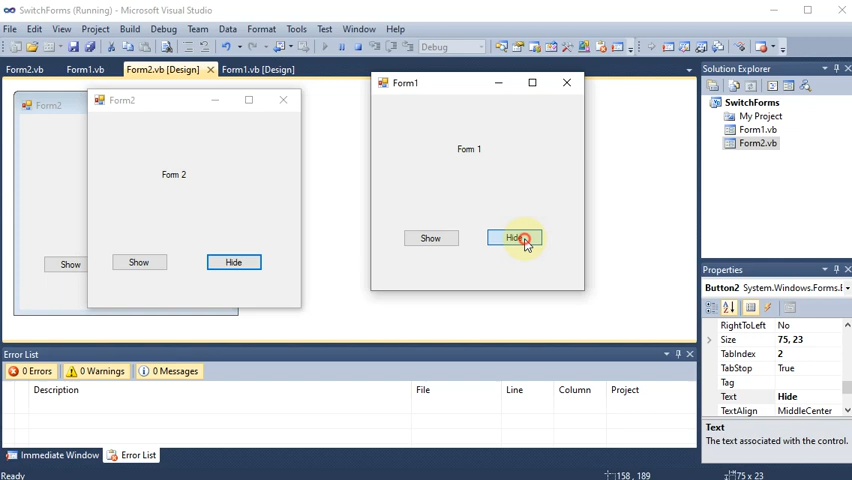 SwitchForms (Running) - Microsoft Visual Studio
File Edit View Project Build Debug Team Data Format Tools Test Window Help
Debug
Form2.vb Form1.vb Form2.vb [Design] Form1.vb [Design]
Form2
Show
Form2
Form 2
Show Hide
Form1
Form 1
Show Hide
Solution Explorer
SwitchForms
My Project
Form1.vb
Form2.vb
Properties
Button2 System.Windows.Forms.
RightToLeft No
Size 75, 23
TabIndex 2
TabStop True
Tag
Text Hide
TextAlign MiddleCenter
Text
The text associated with the control.
Error List
0 Errors 0 Warnings 0 Messages
Description File Line Column Project
Immediate Window Error List
Ready 158 , 189 75 x 23